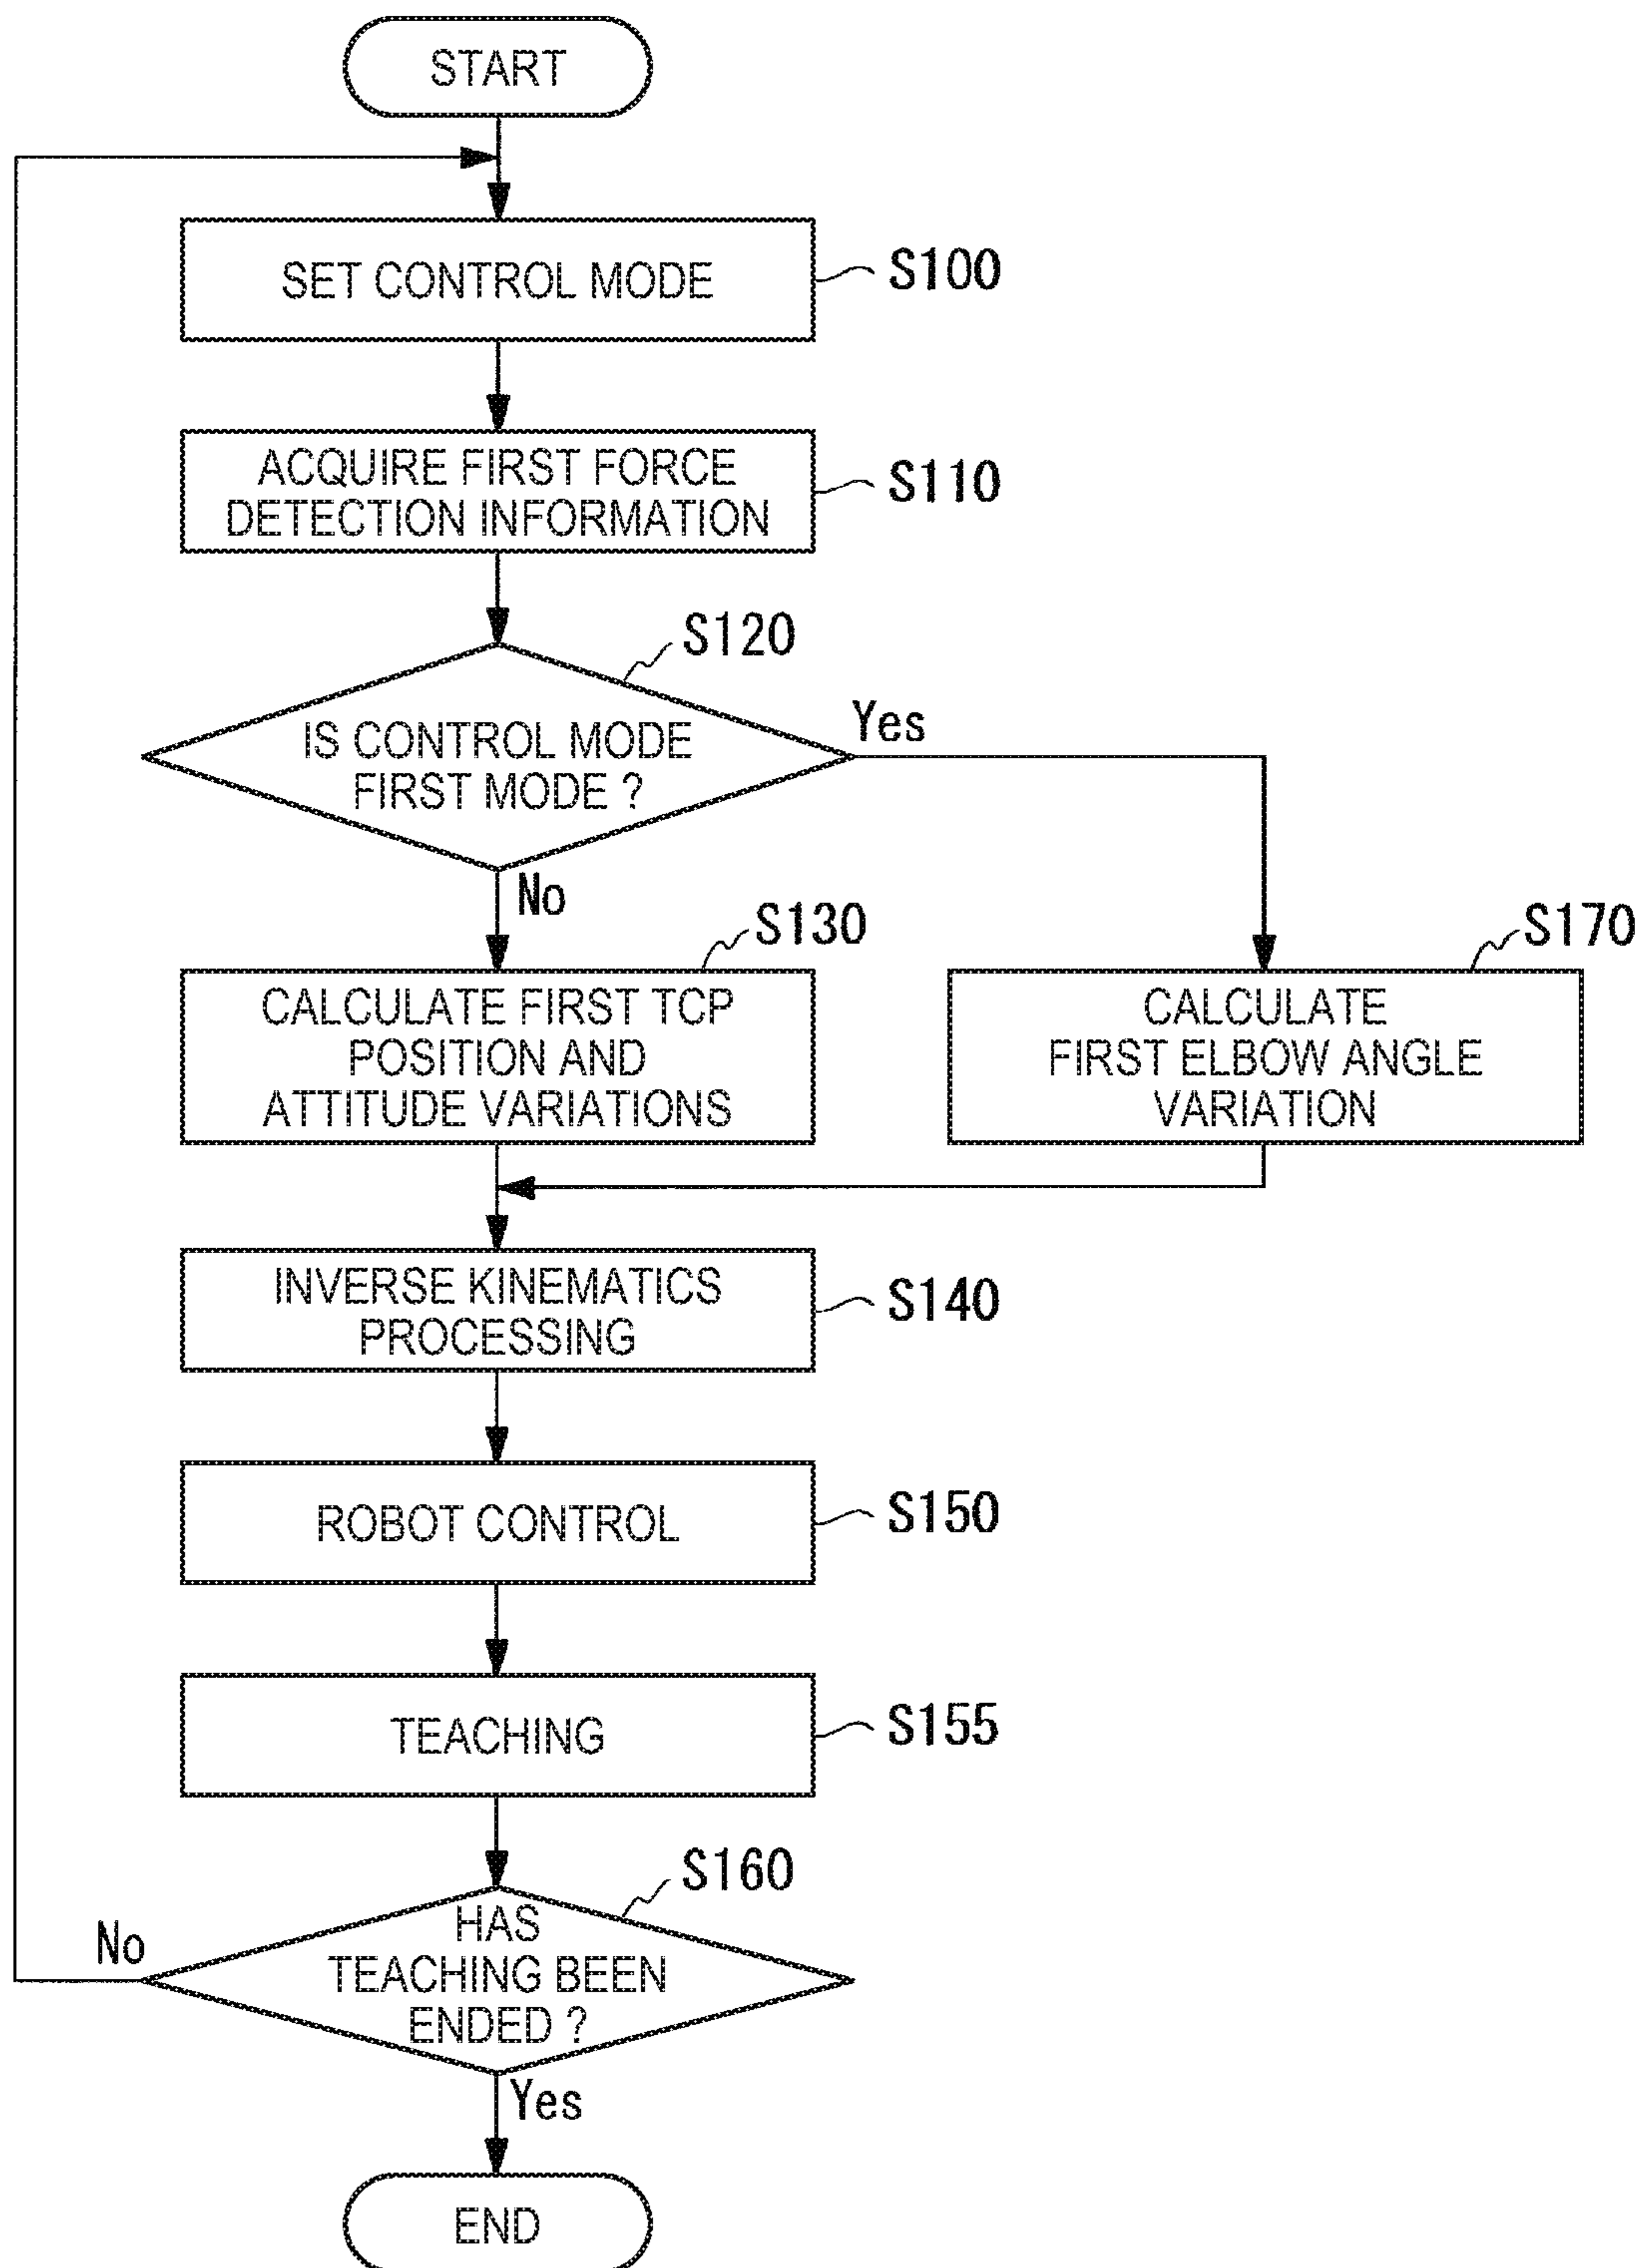 START
SET CONTROL MODE
S100
ACQUIRE FIRST FORCE
DETECTION INFORMATION
S110
S120
IS CONTROL MODE
FIRST MODE ?
Yes
No
S130
CALCULATE FIRST TCP
POSITION AND
ATTITUDE VARIATIONS
S170
CALCULATE
FIRST ELBOW ANGLE
VARIATION
INVERSE KINEMATICS
PROCESSING
S140
ROBOT CONTROL
S150
TEACHING
S155
S160
HAS
TEACHING BEEN
ENDED ?
No
Yes
END